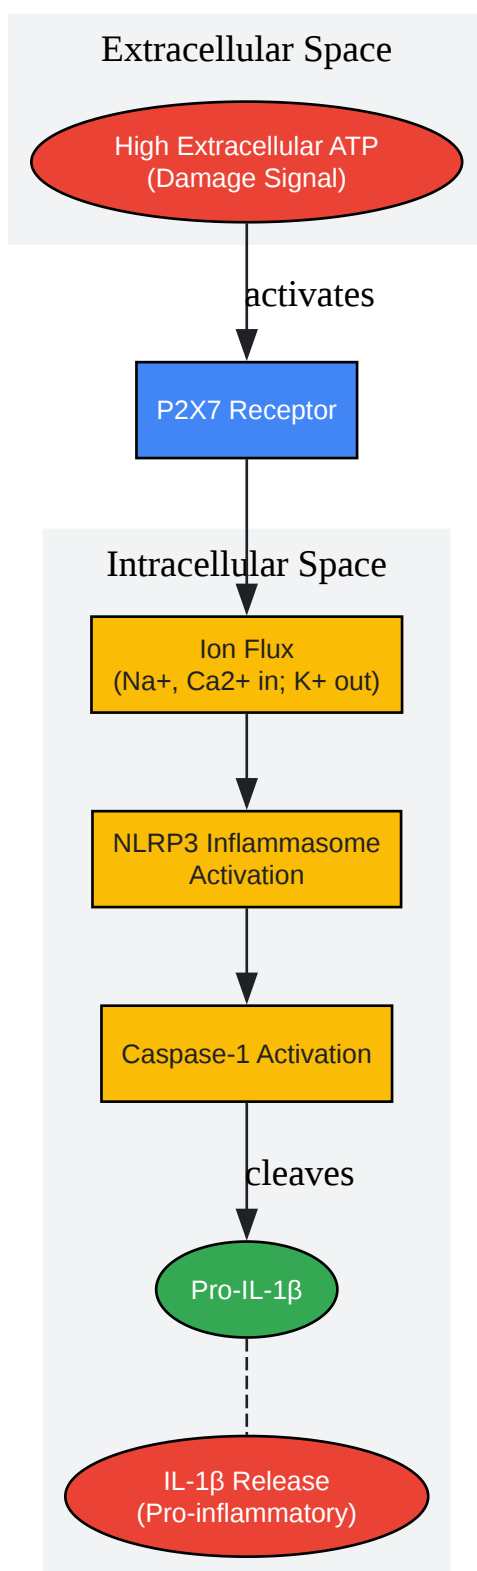 Extracellular Space
High Extracellular ATP
(Damage Signal)
activates
P2X7 Receptor
Intracellular Space
Ion Flux
(Na+, Ca2+ in; K+ out)
NLRP3 Inflammasome
Activation
Caspase-1 Activation
cleaves
Pro-IL-1β
IL-1β Release
(Pro-inflammatory)